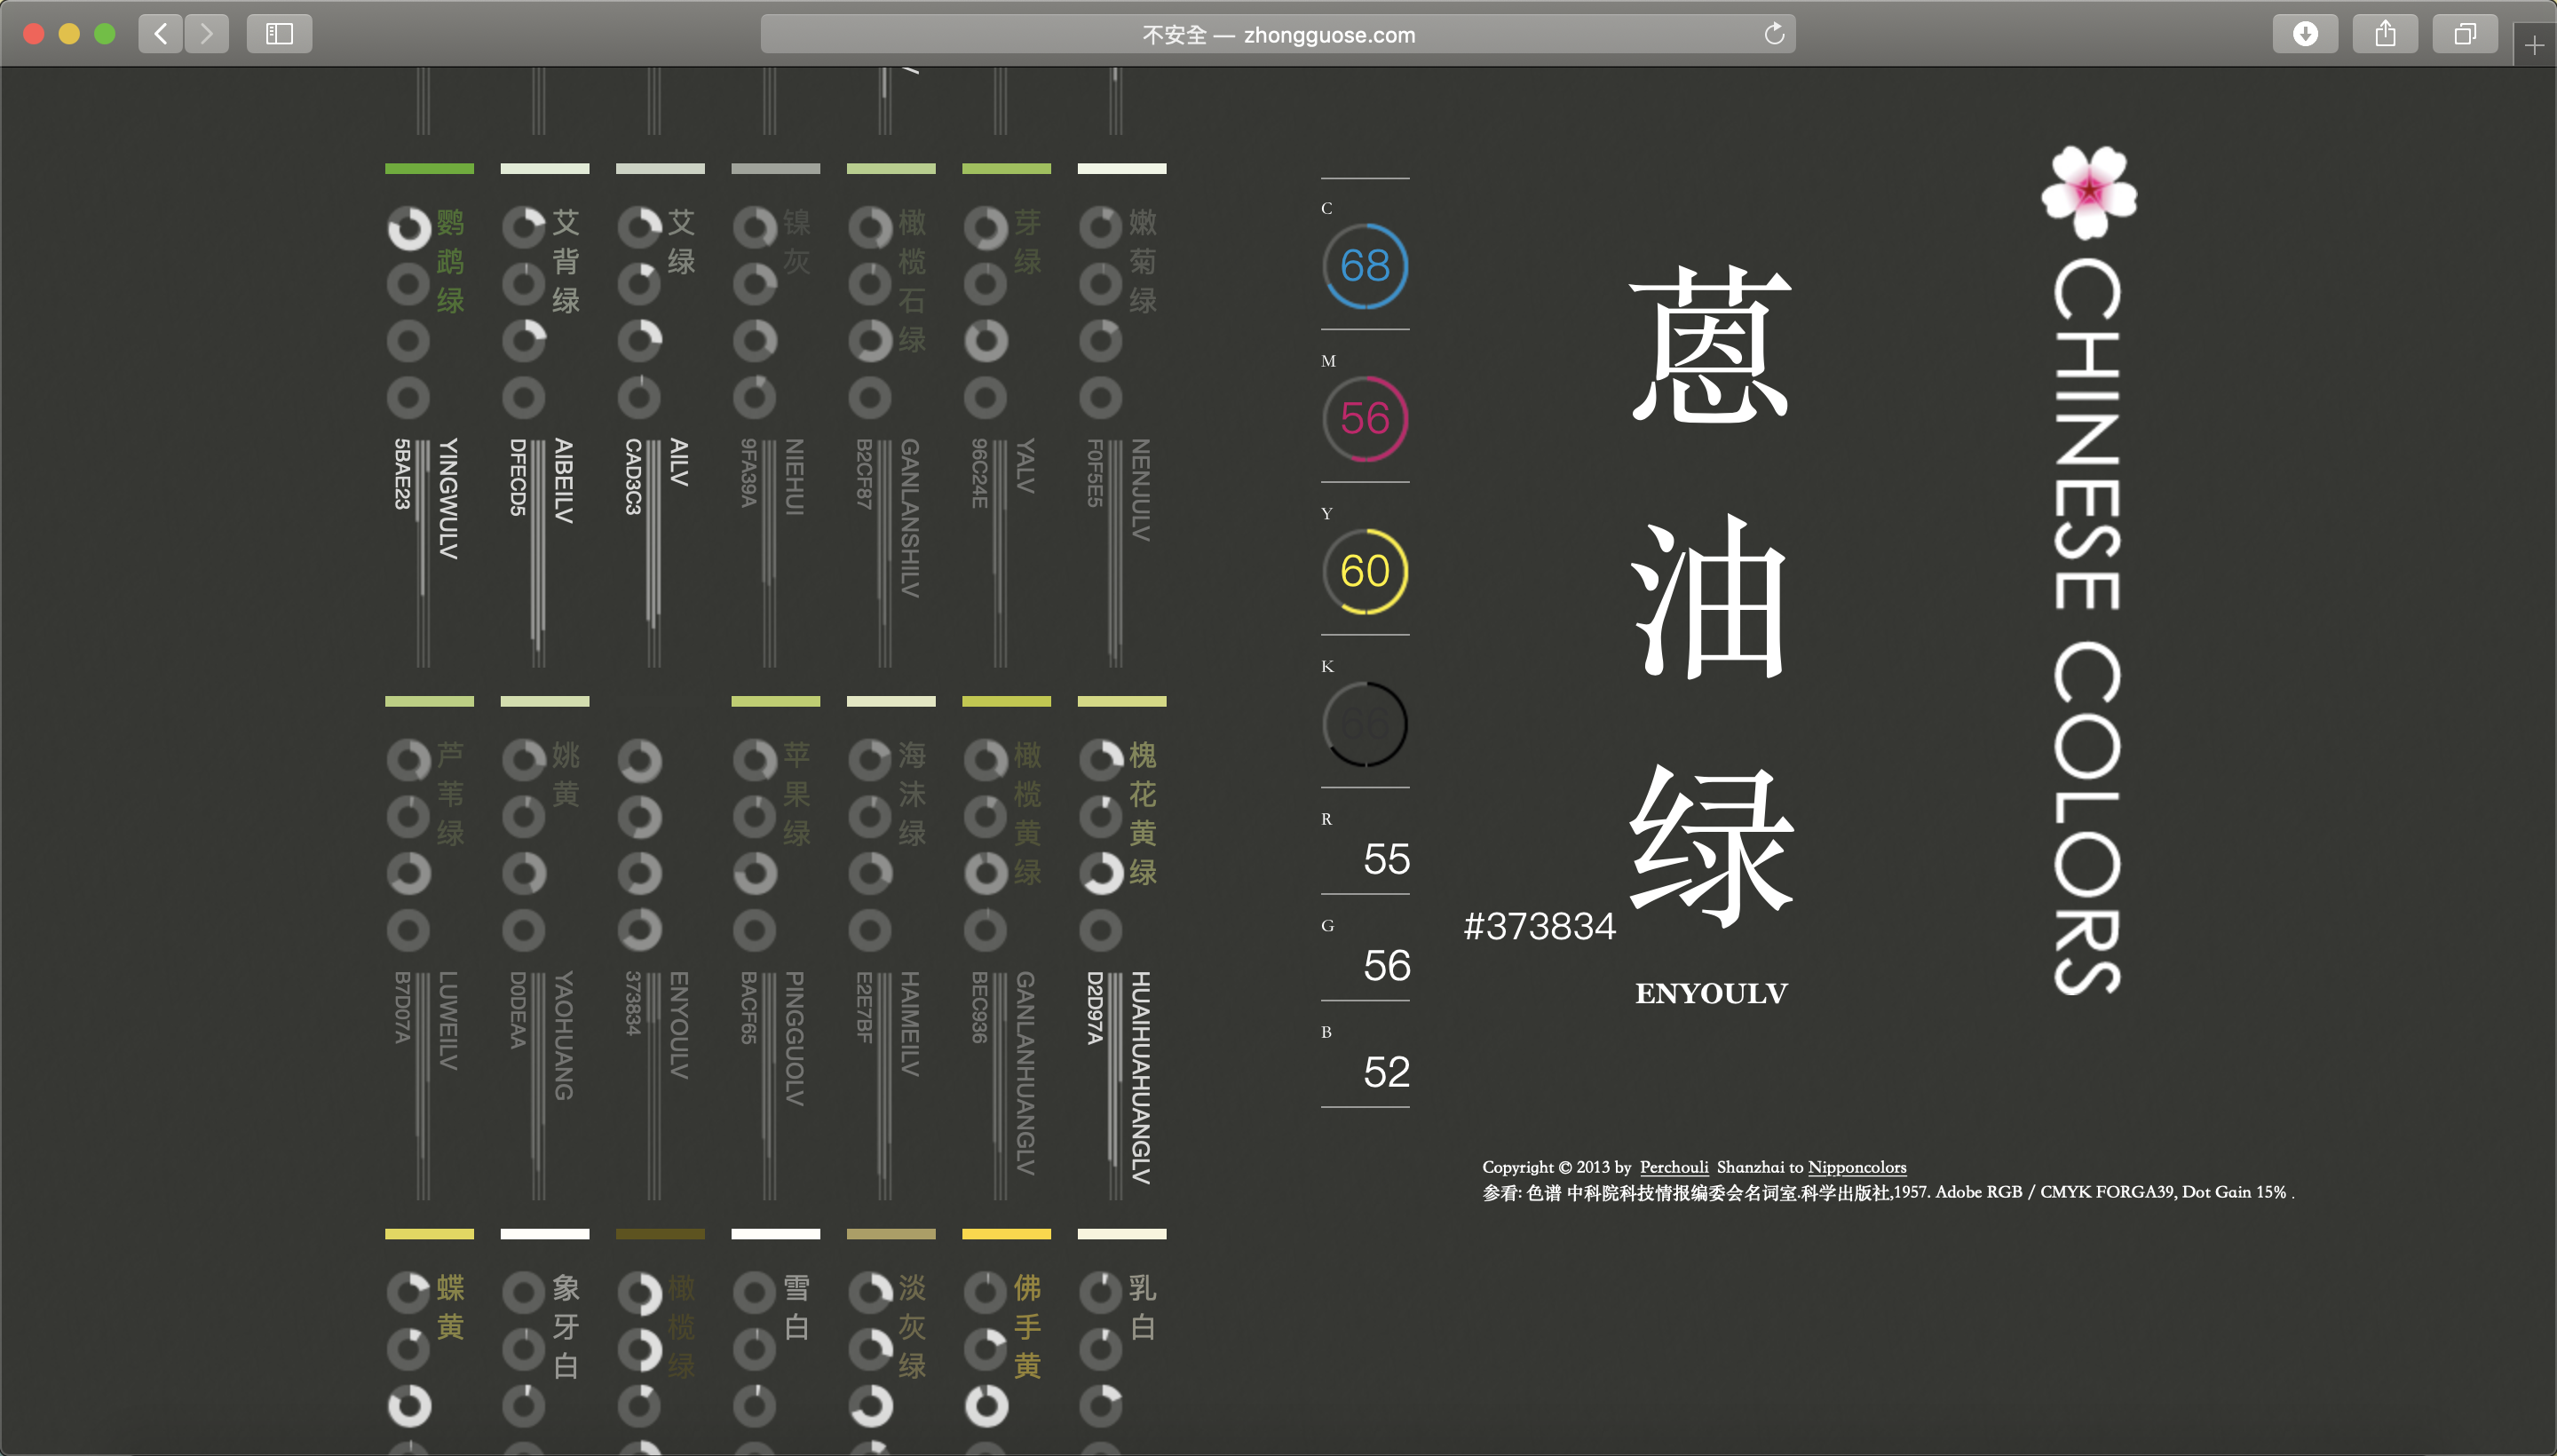 不安全 — zhongguose.com
鹦鹉绿
YINGWULV
5BAE23
艾背绿
AIBEILV
DFECD5
艾绿
AILV
CAD3C3
镍灰
NIEHUI
9FA39A
橄榄石绿
GANLANSHILV
B2CF87
芽绿
YALV
96C24E
嫩菊绿
NENJULV
F0F5E5
芦苇绿
LUWEILV
B7D07A
姚黄
YAOHUANG
D0DEAA
ENYOULV
373834
苹果绿
PINGGUOLV
BACF65
海沫绿
HAIMEILV
E2E7BF
橄榄黄绿
GANLANHUANGLV
BEC936
槐花黄绿
HUAIHUAHUANGLV
D2D97A
蝶黄
象牙白
橄榄绿
雪白
淡灰绿
佛手黄
乳白
C
68
M
56
Y
60
K
66
R
55
G
56
B
52
蒽油绿
#373834
ENYOULV
CHINESE COLORS
Copyright © 2013 by Perchouli Shanzhai to Nipponcolors
参看: 色谱 中科院科技情报编委会名词室.科学出版社,1957. Adobe RGB / CMYK FORGA39, Dot Gain 15% .